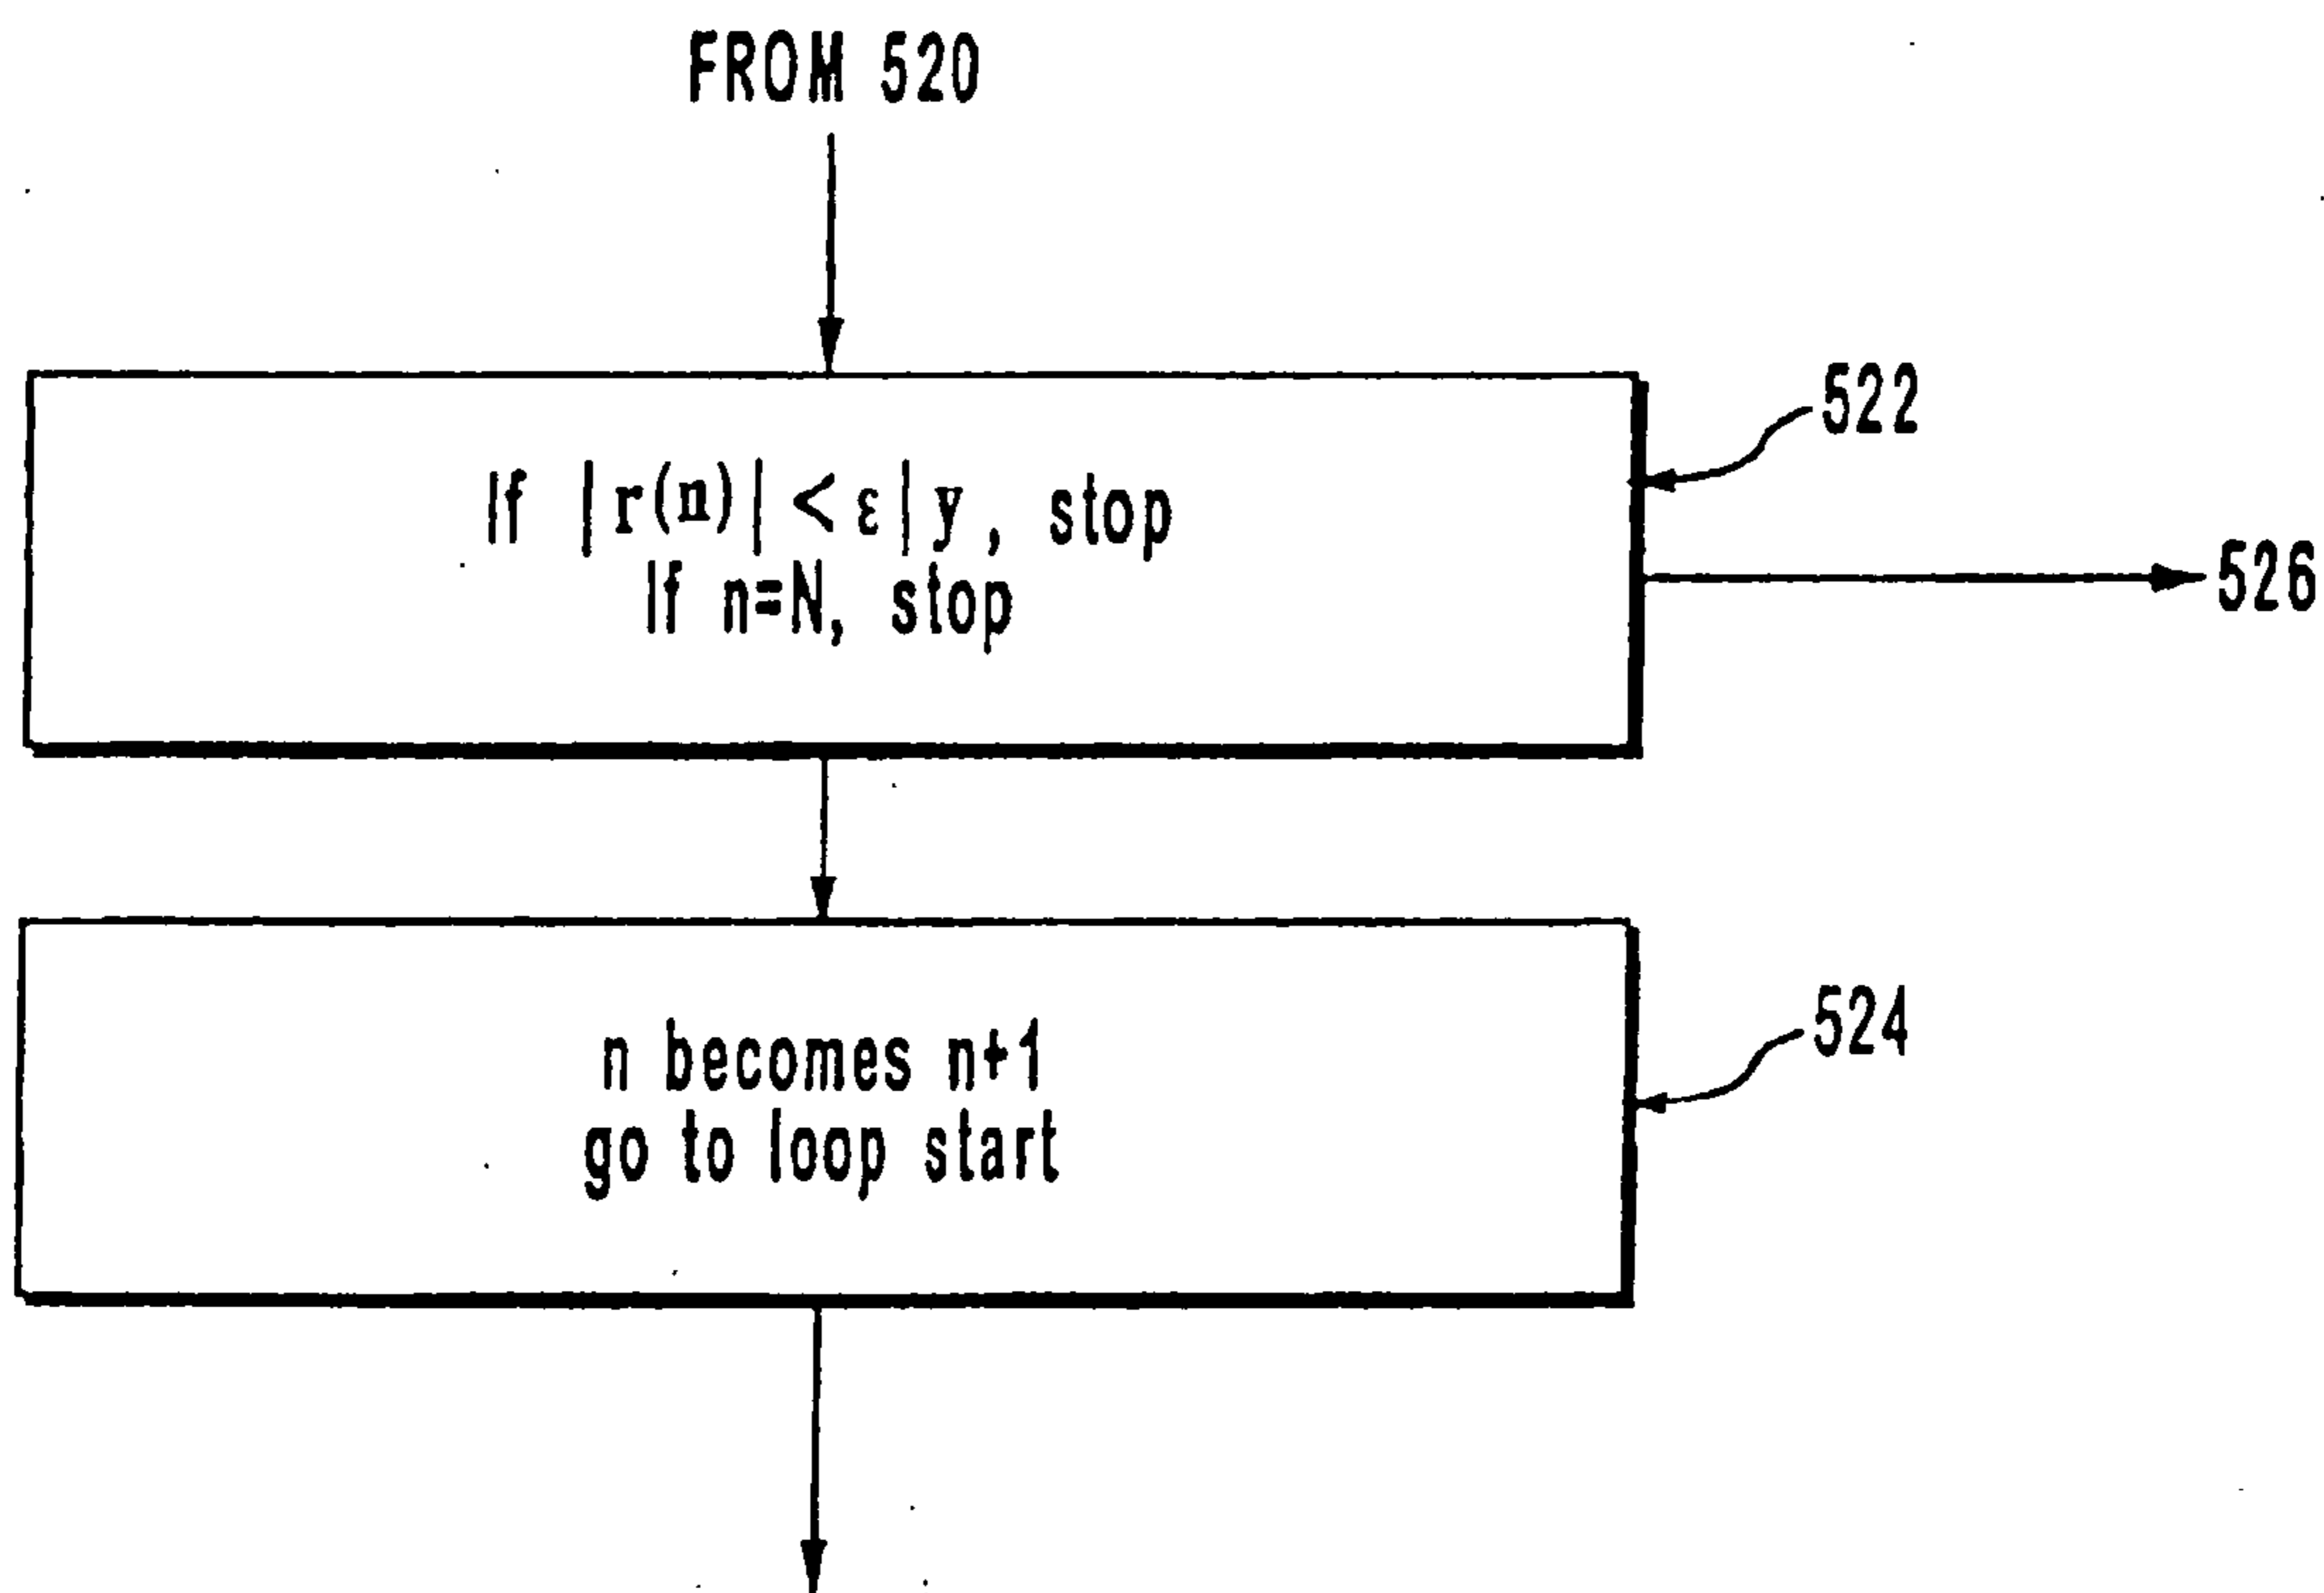 FROM 520
522
If |r(n)| < ε|y, stop
If n=N, stop
526
n becomes n+1
go to loop start
524